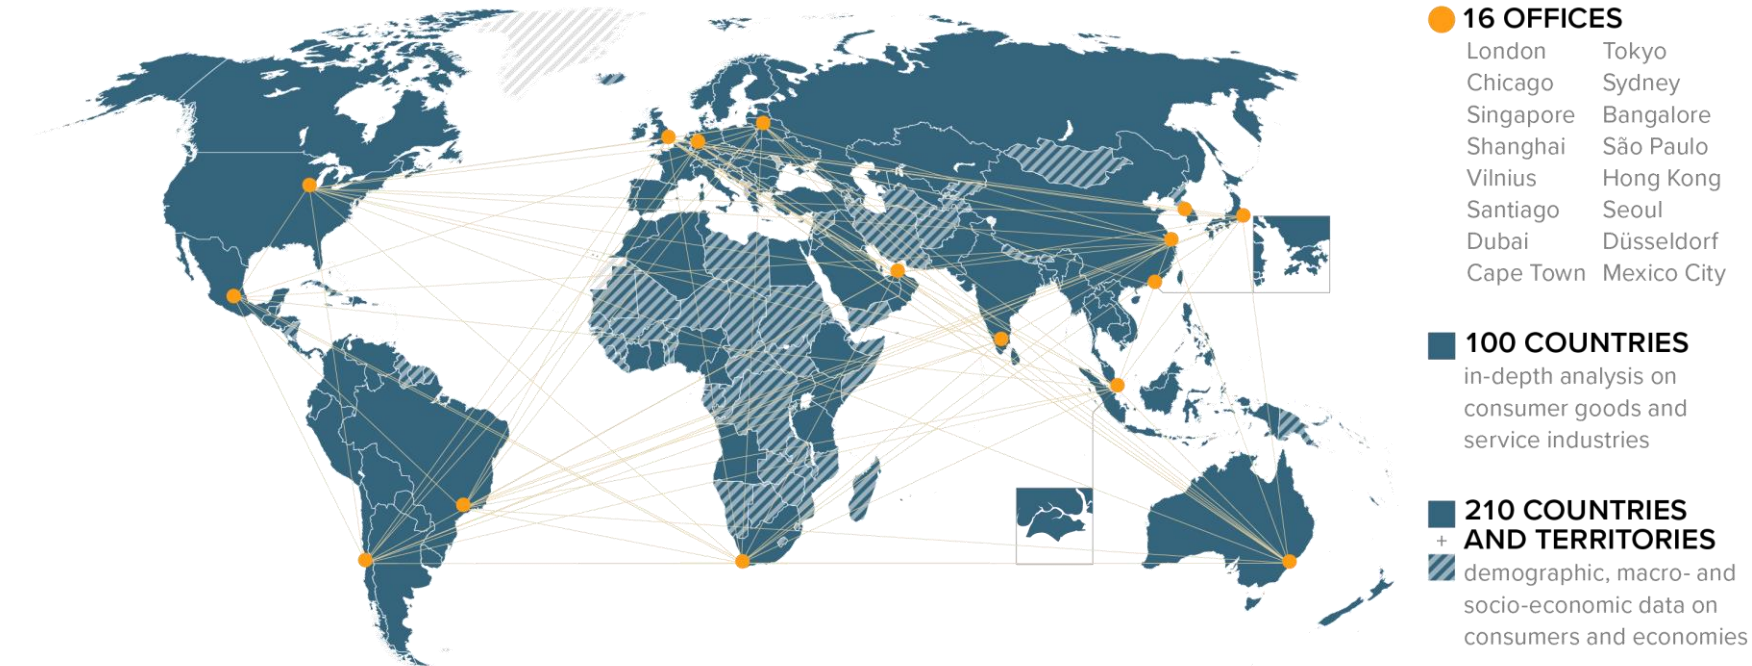 16 OFFICES
London Tokyo
Chicago Sydney
Singapore Bangalore
Shanghai São Paulo
Vilnius Hong Kong
Santiago Seoul
Dubai Düsseldorf
Cape Town Mexico City
100 COUNTRIES
in-depth analysis on
consumer goods and
service industries
210 COUNTRIES
+ AND TERRITORIES
demographic, macro- and
socio-economic data on
consumers and economies